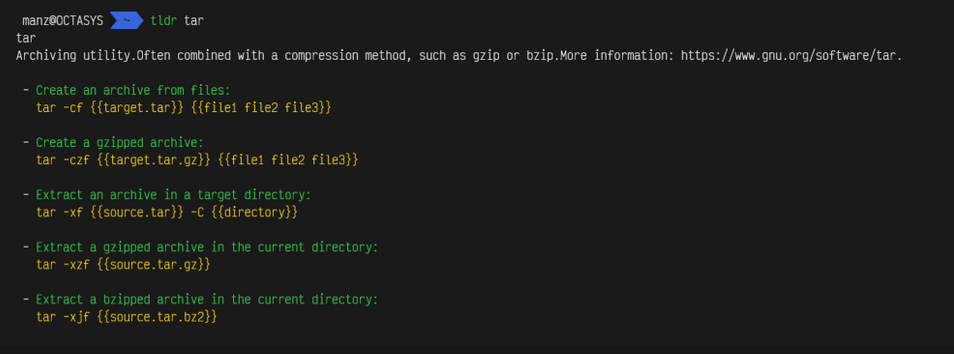 manz@OCTASYS ~ tldr tar
tar
Archiving utility.Often combined with a compression method, such as gzip or bzip.More information: https://www.gnu.org/software/tar.
- Create an archive from files:
tar -cf {{target.tar}} {{file1 file2 file3}}
- Create a gzipped archive:
tar -czf {{target.tar.gz}} {{file1 file2 file3}}
- Extract an archive in a target directory:
tar -xf {{source.tar}} -C {{directory}}
- Extract a gzipped archive in the current directory:
tar -xzf {{source.tar.gz}}
- Extract a bzipped archive in the current directory:
tar -xjf {{source.tar.bz2}}